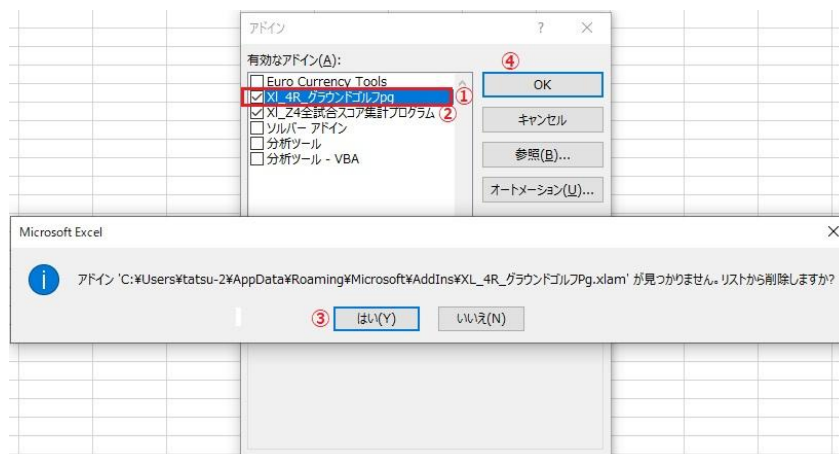 アドイン ? ×
有効なアドイン(A):
④
Euro Currency Tools
OK
Xl_4R_グラウンドゴルフpg ①
Xl_Z4全試合スコア集計プログラム ②
キャンセル
ソルバー アドイン
分析ツール
参照(B)...
分析ツール - VBA
オートメーション(U)...
Microsoft Excel ×
アドイン 'C:¥Users¥tatsu-2¥AppData¥Roaming¥Microsoft¥AddIns¥XL_4R_グラウンドゴルフPg.xlam' が見つかりません。リストから削除しますか?
③ はい(Y) いいえ(N)